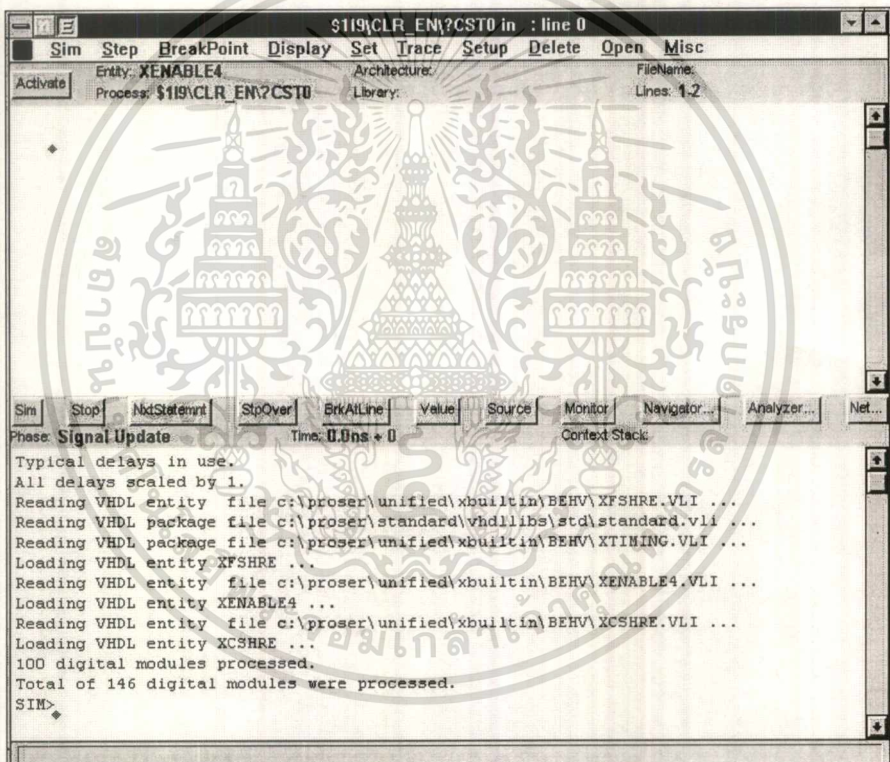 $1I9\CLR_EN\?CST0 in  : line 0
Sim Step BreakPoint Display Set Trace Setup Delete Open Misc
Activate
Entity: XENABLE4 Architecture: FileName:
Process: $1I9\CLR_EN\?CST0 Library: Lines: 1-2
Sim Stop NxtStatemnt StpOver BrkAtLine Value Source Monitor Navigator... Analyzer... Net...
Phase: Signal Update Time: 0.0ns + 0 Context Stack:
Typical delays in use.
All delays scaled by 1.
Reading VHDL entity  file c:\proser\unified\xbuiltin\BEHV\XFSHRE.VLI ...
Reading VHDL package file c:\proser\standard\vhdllibs\std\standard.vli ...
Reading VHDL package file c:\proser\unified\xbuiltin\BEHV\XTIMING.VLI ...
Loading VHDL entity XFSHRE ...
Reading VHDL entity  file c:\proser\unified\xbuiltin\BEHV\XENABLE4.VLI ...
Loading VHDL entity XENABLE4 ...
Reading VHDL entity  file c:\proser\unified\xbuiltin\BEHV\XCSHRE.VLI ...
Loading VHDL entity XCSHRE ...
100 digital modules processed.
Total of 146 digital modules were processed.
SIM>